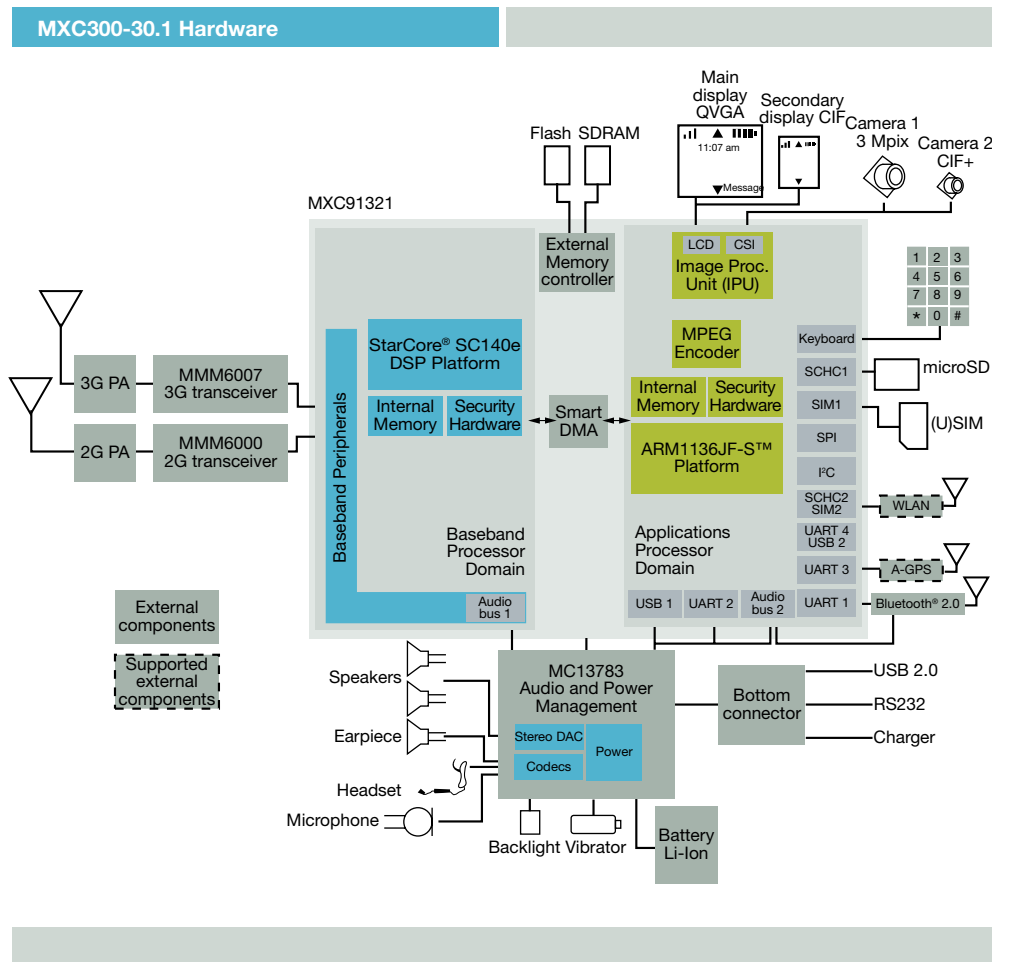 MXC300-30.1 Hardware
Main
display
QVGA
Secondary
display CIF
Camera 1
3 Mpix
Camera 2
CIF+
Flash
SDRAM
11:07 am
Message
MXC91321
External
Memory
controller
LCD
CSI
Image Proc.
Unit (IPU)
1 2 3
4 5 6
7 8 9
* 0 #
StarCore® SC140e
DSP Platform
MPEG
Encoder
Keyboard
3G PA
MMM6007
3G transceiver
SCHC1
microSD
Internal
Memory
Security
Hardware
Smart
DMA
Internal
Memory
Security
Hardware
SIM1
(U)SIM
2G PA
MMM6000
2G transceiver
Baseband Peripherals
ARM1136JF-S™
Platform
SPI
I²C
SCHC2
SIM2
WLAN
Baseband
Processor
Domain
Applications
Processor
Domain
UART 4
USB 2
UART 3
A-GPS
External
components
Audio
bus 1
USB 1
UART 2
Audio
bus 2
UART 1
Bluetooth® 2.0
Supported
external
components
Speakers
MC13783
Audio and Power
Management
Bottom
connector
USB 2.0
RS232
Charger
Earpiece
Stereo DAC
Codecs
Power
Headset
Microphone
Backlight
Vibrator
Battery
Li-Ion